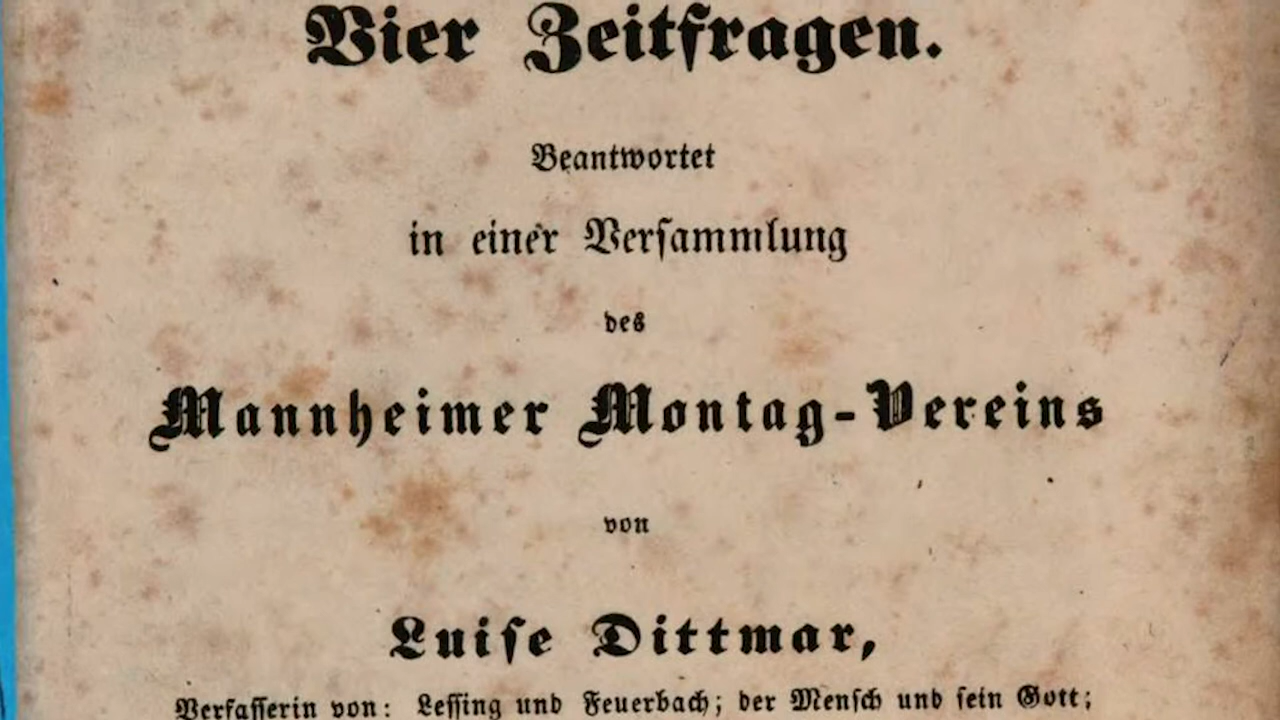 Vier Zeitfragen.
Beantwortet
in einer Verſammlung
des
Mannheimer Montag-Vereins
von
Luiſe Dittmar,
Verfaſſerin von: Leſſing und Feuerbach; der Menſch und ſein Gott;